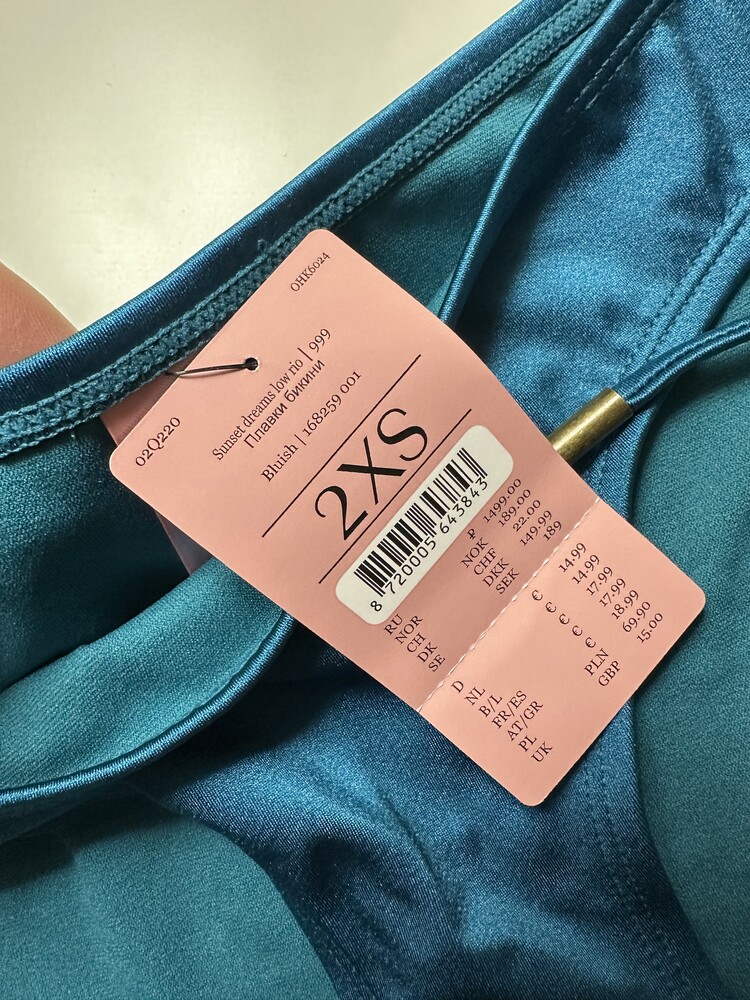 OHK6024
02Q220
Sunset dreams low rio | 999
Плавки бикини
Bluish | 168259 001
2XS
8 720005 643843
RU ₽ 1499.00
NOR NOK 189.00
CH CHF 22.00
DK DKK 149.99
SE SEK 189
D € 14.99
NL € 14.99
B/L € 17.99
FR/ES € 17.99
AT/GR € 18.99
PL PLN 69.90
UK GBP 15.00